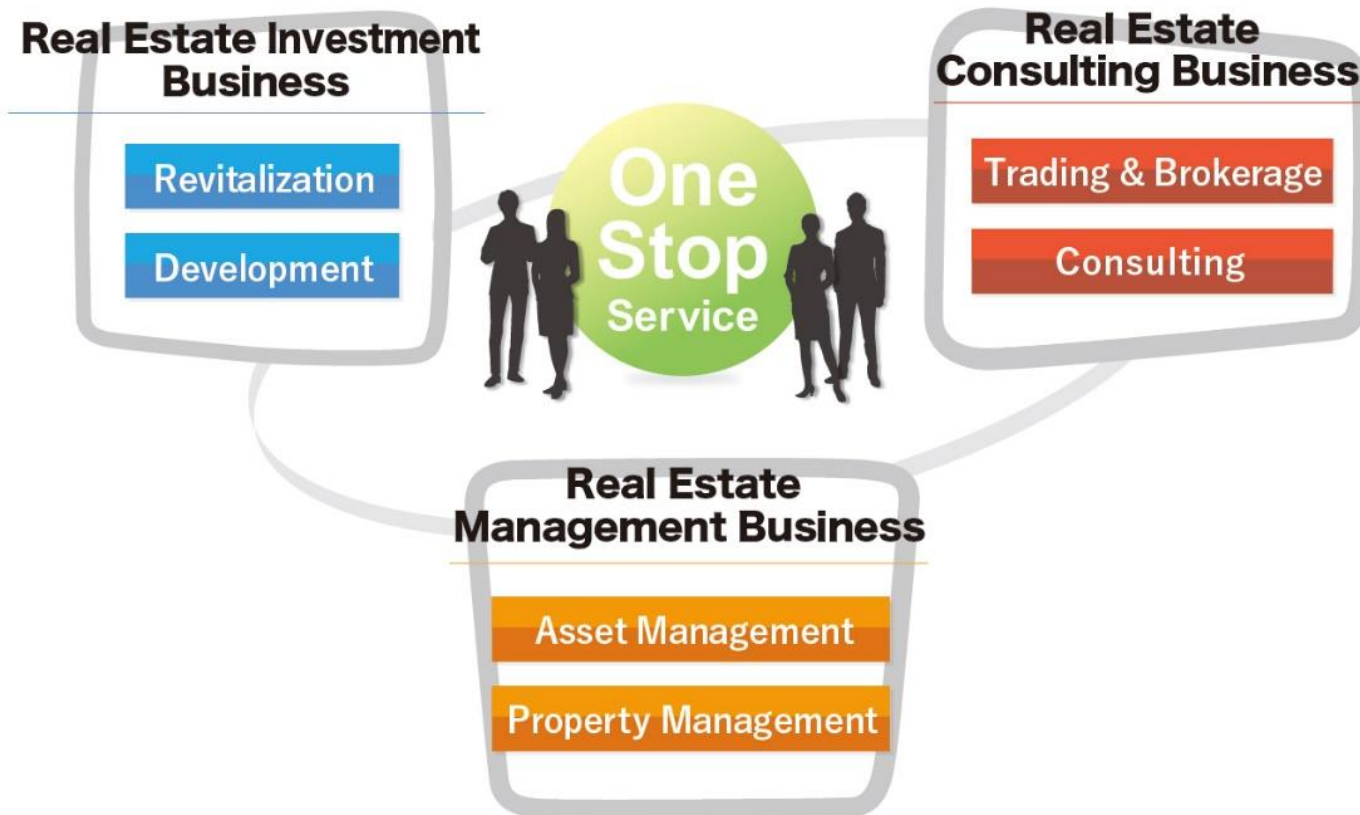 Real Estate Investment
Business
Revitalization
Development
One
Stop
Service
Real Estate
Consulting Business
Trading & Brokerage
Consulting
Real Estate
Management Business
Asset Management
Property Management